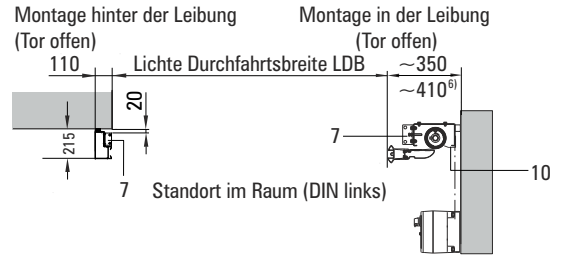 Montage hinter der Leibung
(Tor offen)
Montage in der Leibung
(Tor offen)
110
Lichte Durchfahrtsbreite LDB
~350
~410⁶⁾
20
215
7
7
10
Standort im Raum (DIN links)